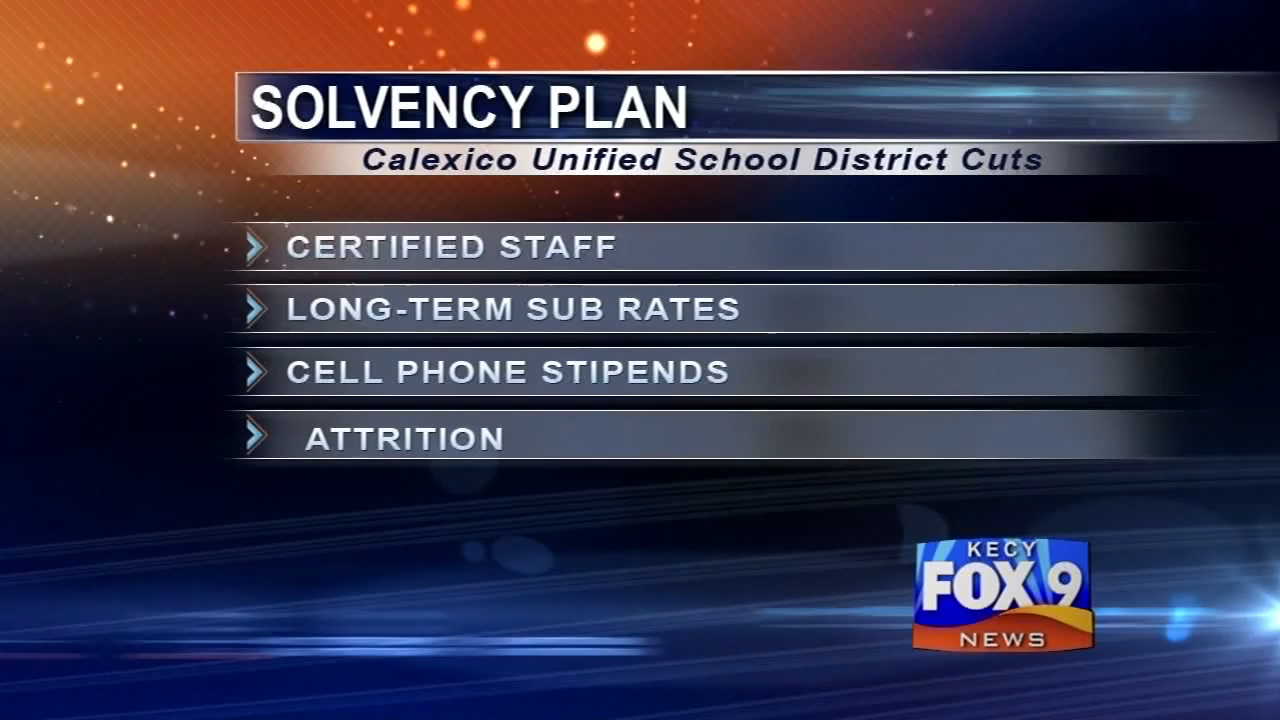 SOLVENCY PLAN
Calexico Unified School District Cuts
CERTIFIED STAFF
LONG-TERM SUB RATES
CELL PHONE STIPENDS
ATTRITION
KECY
FOX 9
NEWS